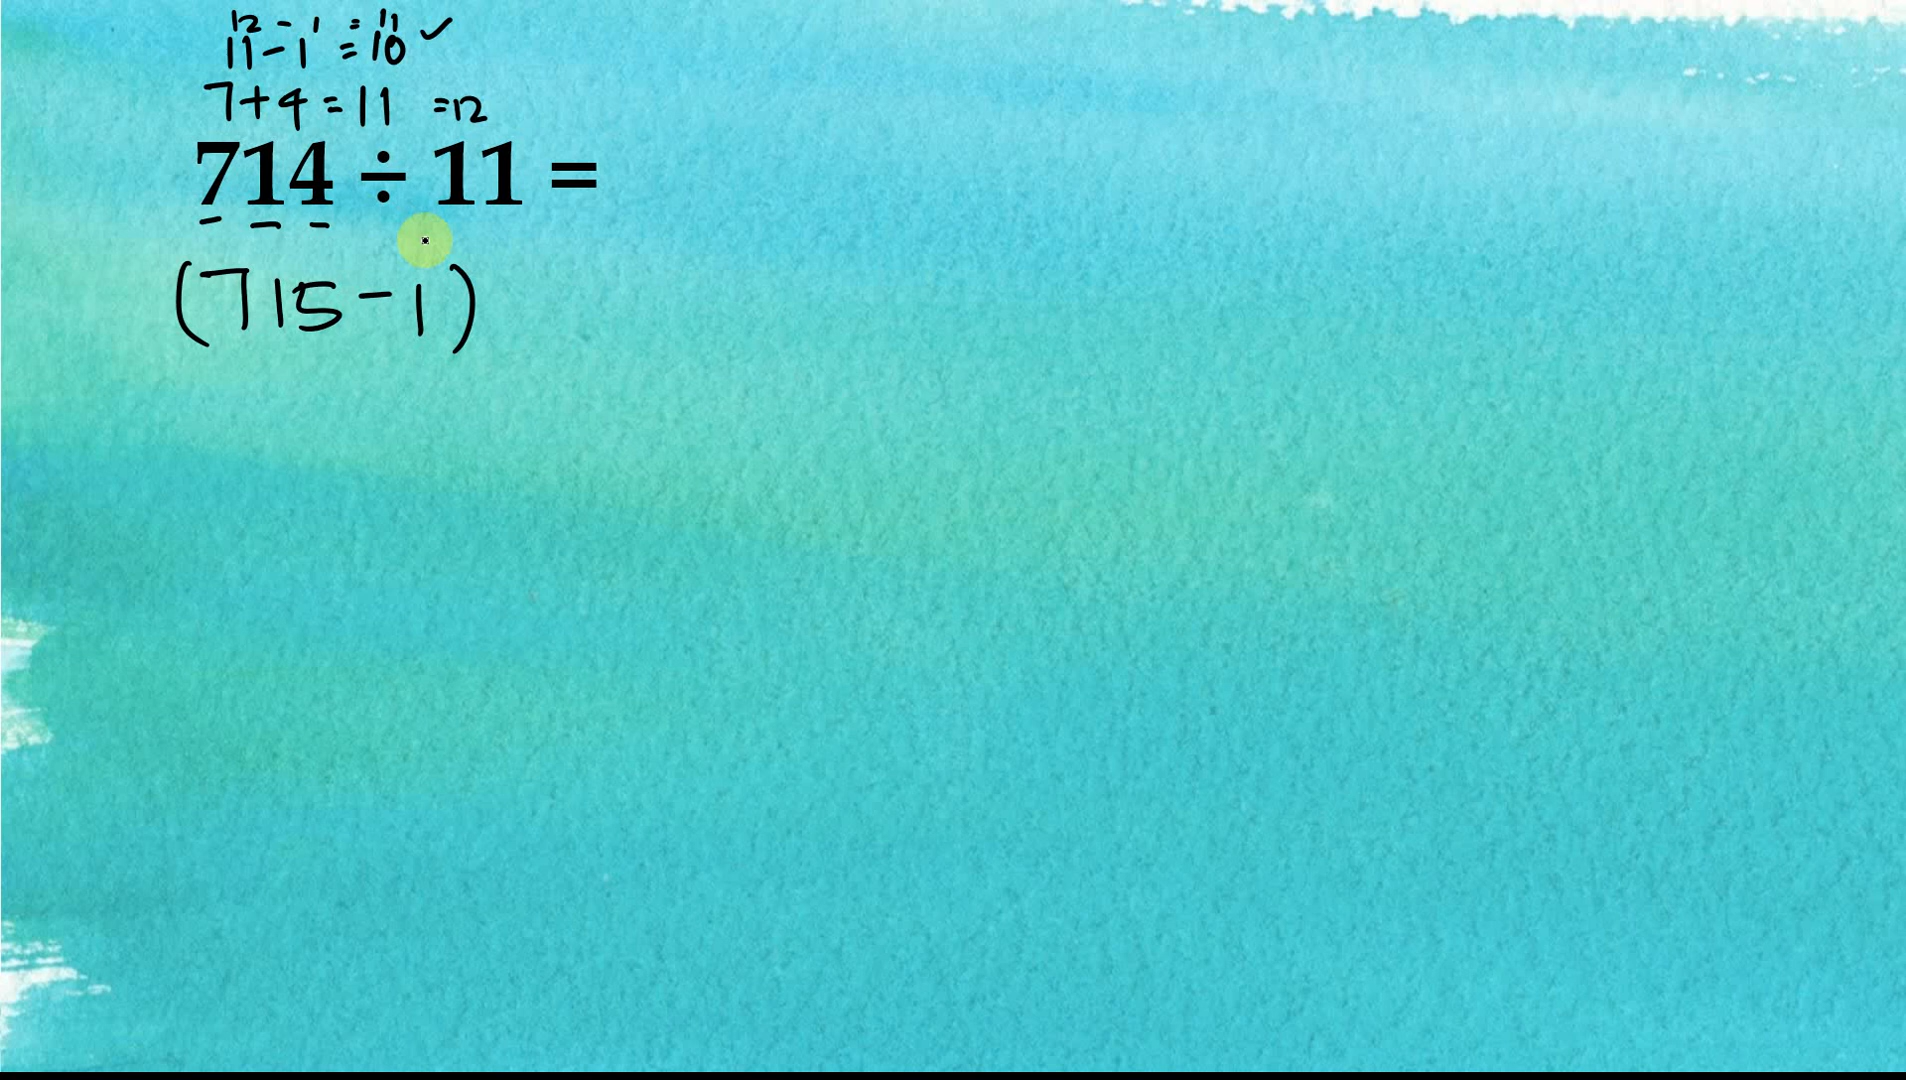 12 - 1 = 11
11 - 1 = 10 ✓
7 + 4 = 11 = 12
714 ÷ 11 =
(715 - 1)